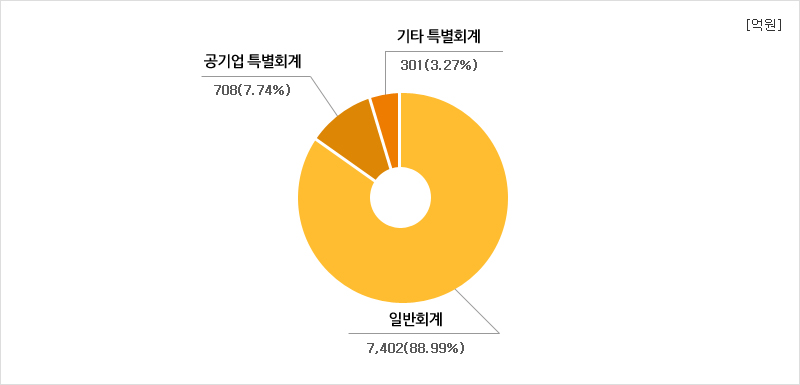 [억원]
기타 특별회계
301(3.27%)
공기업 특별회계
708(7.74%)
일반회계
7,402(88.99%)